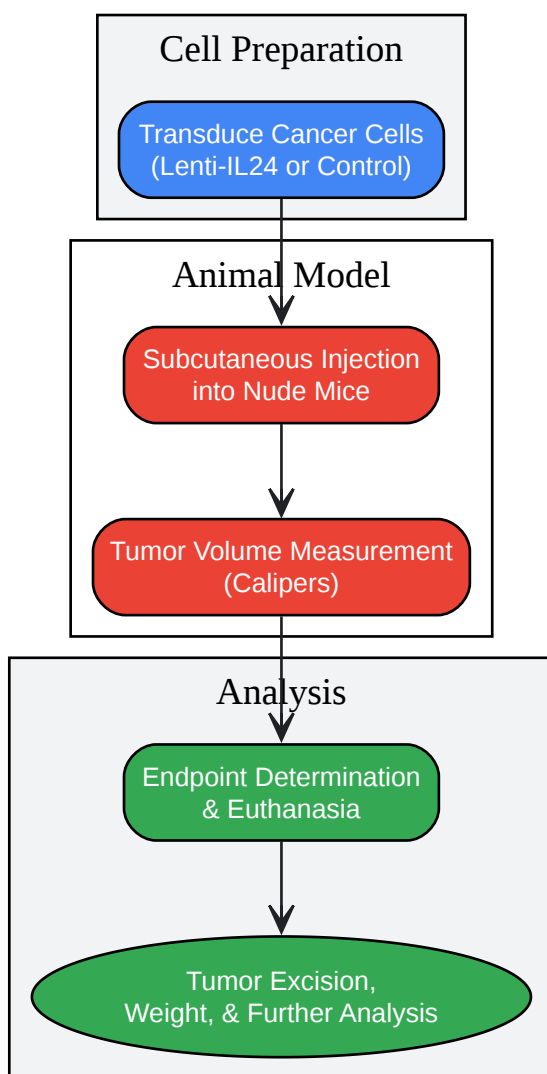 Cell Preparation
Transduce Cancer Cells
(Lenti-IL24 or Control)
Animal Model
Subcutaneous Injection
into Nude Mice
Tumor Volume Measurement
(Calipers)
Analysis
Endpoint Determination
& Euthanasia
Tumor Excision,
Weight, & Further Analysis